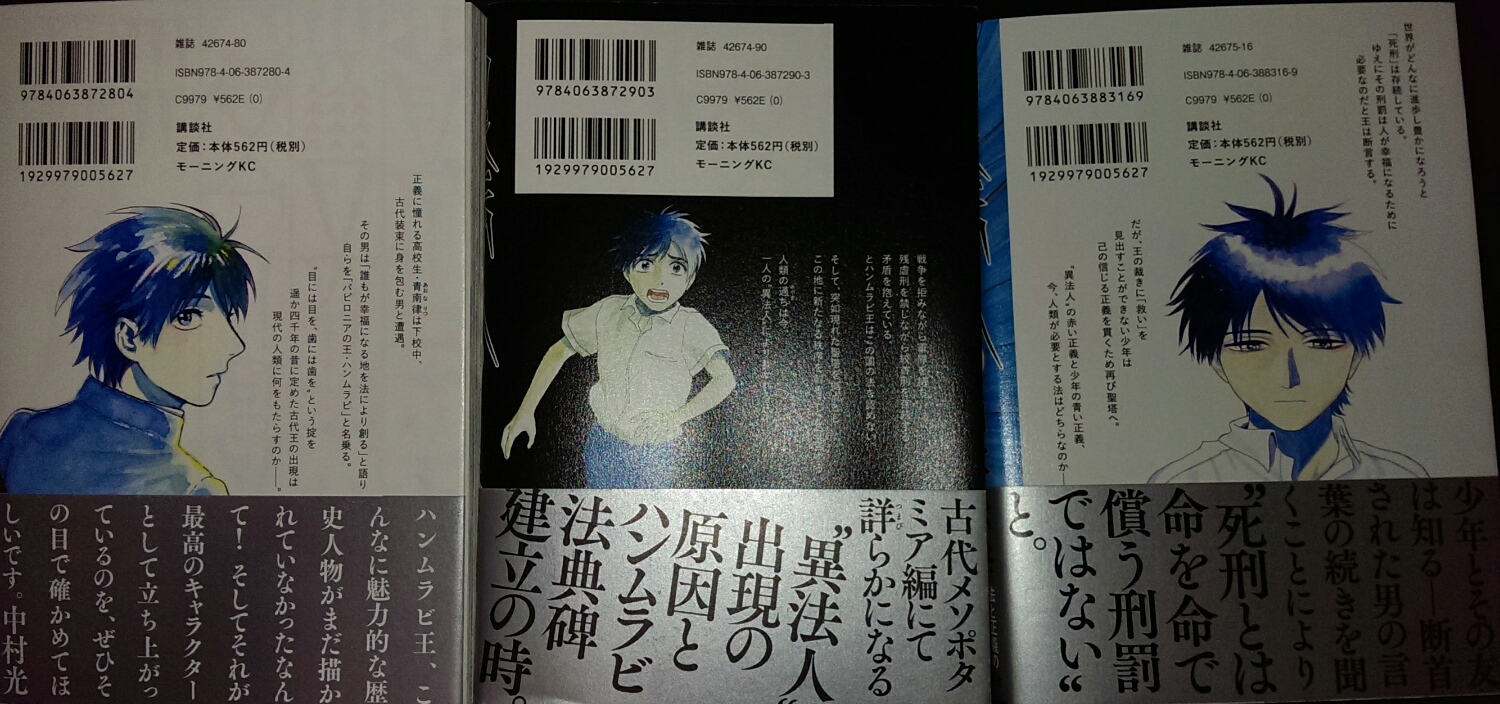 雑誌 42674-80
ISBN978-4-06-387280-4
C9979 ¥562E (0)
9784063872804
講談社
定価:本体562円(税別)
モーニングKC
1929979005627
正義に憧れる高校生・青南律は下校中、
あおなりつ
古代装束に身を包む男と遭遇。
その男は「誰もが幸福になる地を法により創る」と語り
自らを「バビロニアの王・ハンムラビ」と名乗る。
“目には目を、歯には歯を”という掟を
遥か四千年の昔に定めた古代王の出現は
現代の人類に何をもたらすのか――。
ハンムラビ王、こ
んなに魅力的な歴
史人物がまだ描か
れていなかったなん
て!そしてそれが
最高のキャラクター
として立ち上がっ
ているのを、ぜひそ
の目で確かめてほ
しいです。中村光
雑誌 42674-90
ISBN978-4-06-387290-3
C9979 ¥562E (0)
9784063872903
講談社
定価:本体562円(税別)
モーニングKC
1929979005627
戦争を拒みながら
残虐刑を禁じながら
矛盾を抱えている。
とハンムラビ王はこの国の
そして、突如現れた聖
この地に新たなる
人類の過ちは今、
一人の“異法人”により
古代メソポタ
ミア編にて
詳らかになる
つまび
“異法人”
出現の
原因と
ハンムラビ
法典碑
建立の時。
雑誌 42675-16
ISBN978-4-06-388316-9
C9979 ¥562E (0)
9784063883169
講談社
定価:本体562円(税別)
モーニングKC
1929979005627
世界がどんなに進歩し豊かになろうと
「死刑」は存続している。
ゆえにその刑罰は人が幸福になるために
必要なのだと王は断言する。
だが、王の裁きに「救い」を
見出すことができない少年は
己の信じる正義を貫くため再び聖塔へ。
“異法人”の赤い正義と少年の青い正義、
今、人類が必要とする法はどちらなのか――
少年とその友
は知る――断首
された男の言
葉の続きを聞
くことにより
“死刑とは
命を命で
償う刑罰
ではない”
と。